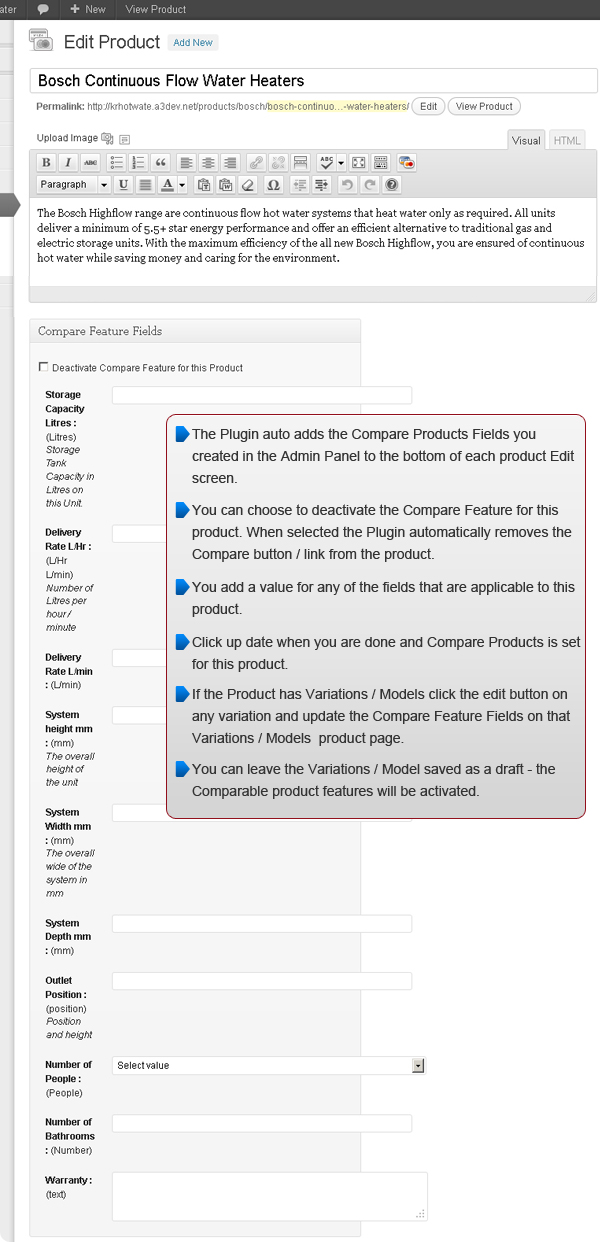 ater New View Product
Edit Product Add New
Bosch Continuous Flow Water Heaters
Permalink: http://krhotwate.a3dev.net/products/bosch/bosch-continuo...-water-heaters/ Edit View Product
Upload Image
Visual HTML
B I ABC ABC
Paragraph U A Ω
The Bosch Highflow range are continuous flow hot water systems that heat water only as required. All units
deliver a minimum of 5.5+ star energy performance and offer an efficient alternative to traditional gas and
electric storage units. With the maximum efficiency of the all new Bosch Highflow, you are ensured of continuous
hot water while saving money and caring for the environment.
Compare Feature Fields
Deactivate Compare Feature for this Product
Storage
Capacity
Litres :
(Litres)
Storage
Tank
Capacity in
Litres on
this Unit.
Delivery
Rate L/Hr :
(L/Hr
L/min)
Number of
Litres per
hour /
minute
Delivery
Rate L/min
: (L/min)
System
height mm
: (mm)
The overall
height of
the unit
System
Width mm
: (mm)
The overall
wide of the
system in
mm
System
Depth mm
: (mm)
Outlet
Position :
(position)
Position
and height
Number of
People :
(People)
Select value
Number of
Bathrooms
: (Number)
Warranty :
(text)
The Plugin auto adds the Compare Products Fields you
created in the Admin Panel to the bottom of each product Edit
screen.
You can choose to deactivate the Compare Feature for this
product. When selected the Plugin automatically removes the
Compare button / link from the product.
You add a value for any of the fields that are applicable to this
product.
Click up date when you are done and Compare Products is set
for this product.
If the Product has Variations / Models click the edit button on
any variation and update the Compare Feature Fields on that
Variations / Models product page.
You can leave the Variations / Model saved as a draft - the
Comparable product features will be activated.